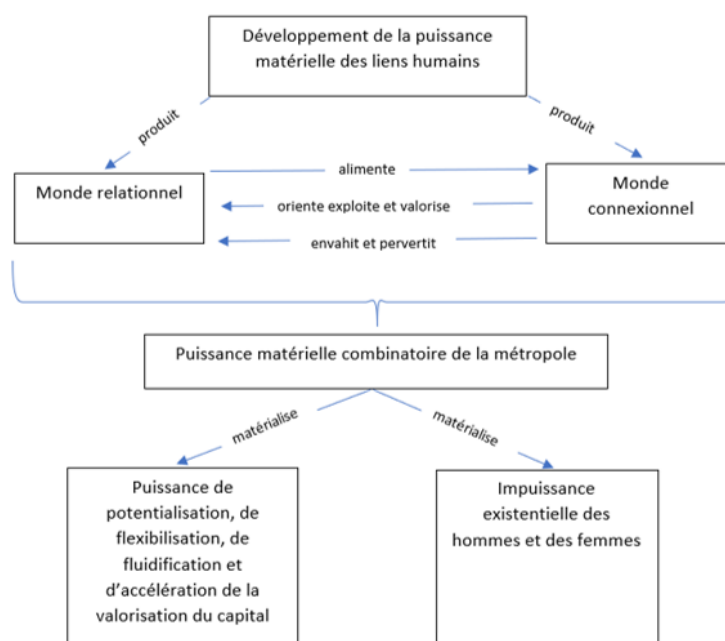 Développement de la puissance
matérielle des liens humains
produit
produit
Monde relationnel
alimente
Monde
connexionnel
oriente exploite et valorise
envahit et pervertit
Puissance matérielle combinatoire de la métropole
matérialise
matérialise
Puissance de
potentialisation, de
flexibilisation, de
fluidification et
d’accélération de la
valorisation du capital
Impuissance
existentielle des
hommes et des femmes